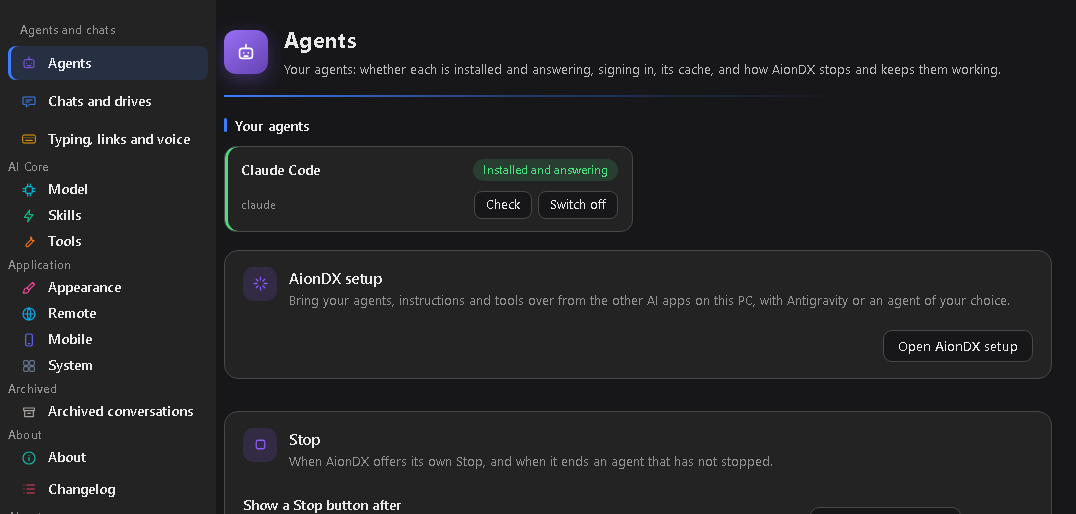 Agents and chats
Agents
Chats and drives
Typing, links and voice
AI Core
Model
Skills
Tools
Application
Appearance
Remote
Mobile
System
Archived
Archived conversations
About
About
Changelog
Agents
Your agents: whether each is installed and answering, signing in, its cache, and how AionDX stops and keeps them working.
Your agents
Claude Code
Installed and answering
claude
Check
Switch off
AionDX setup
Bring your agents, instructions and tools over from the other AI apps on this PC, with Antigravity or an agent of your choice.
Open AionDX setup
Stop
When AionDX offers its own Stop, and when it ends an agent that has not stopped.
Show a Stop button after